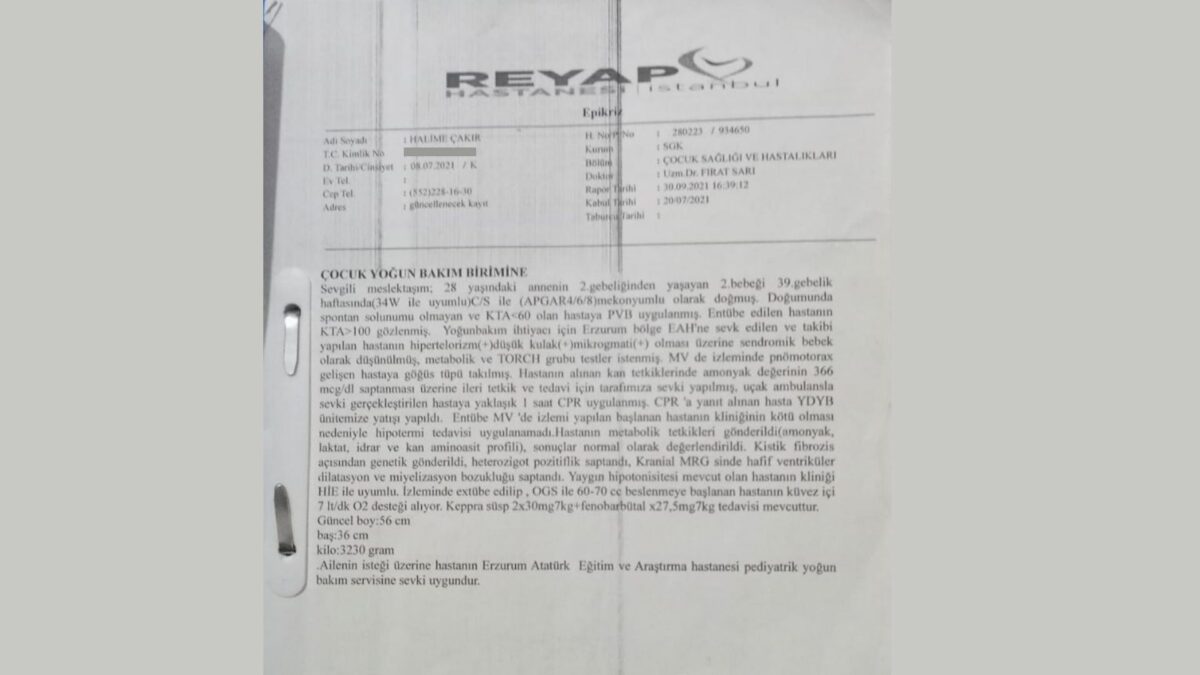 REYAP
HASTANESİ istanbul
Epikriz
Adi Soyadı : HALİME ÇAKIR
T.C. Kimlik No
D. Tarihi/Cinsiyet : 08.07.2021 / K
Ev Tel. :
Cep Tel. : (552)228-16-30
Adres : güncellenecek kayıt
H. No/P. No : 280223 / 934650
Kurum : SGK
Bölüm : ÇOCUK SAĞLIĞI VE HASTALIKLARI
Doktor : Uzm.Dr. FIRAT SARI
Rapor Tarihi : 30.09.2021 16:39:12
Kabul Tarihi : 20/07/2021
Taburcu Tarihi :
ÇOCUK YOĞUN BAKIM BİRİMİNE
Sevgili meslektaşım; 28 yaşındaki annenin 2.gebeliğinden yaşayan 2.bebeği 39.gebelik
haftasında(34W ile uyumlu)C/S ile (APGAR4/6/8)mekonyumlu olarak doğmuş. Doğumunda
spontan solunumu olmayan ve KTA<60 olan hastaya PVB uygulanmış. Entübe edilen hastanın
KTA>100 gözlenmiş. Yoğunbakım ihtiyacı için Erzurum bölge EAH'ne sevk edilen ve takibi
yapılan hastanın hipertelorizm(+)düşük kulak(+)mikrogmati(+) olması üzerine sendromik bebek
olarak düşünülmüş, metabolik ve TORCH grubu testler istenmiş. MV de izleminde pnömotorax
gelişen hastaya göğüs tüpü takılmış. Hastanın alınan kan tetkiklerinde amonyak değerinin 366
mcg/dl saptanması üzerine ileri tetkik ve tedavi için tarafımıza sevki yapılmış, uçak ambulansla
sevki gerçekleştirilen hastaya yaklaşık 1 saat CPR uygulanmış. CPR 'a yanıt alınan hasta YDYB
ünitemize yatışı yapıldı. Entübe MV 'de izlemi yapılan başlanan hastanın kliniğinin kötü olması
nedeniyle hipotermi tedavisi uygulanamadı.Hastanın metabolik tetkikleri gönderildi(amonyak,
laktat, idrar ve kan aminoasit profili), sonuçlar normal olarak değerlendirildi. Kistik fibrozis
açısından genetik gönderildi, heterozigot pozitiflik saptandı, Kranial MRG sinde hafif ventriküler
dilatasyon ve miyelizasyon bozukluğu saptandı. Yaygın hipotonisitesi mevcut olan hastanın kliniği
HİE ile uyumlu. İzleminde extübe edilip , OGS ile 60-70 cc beslenmeye başlanan hastanın küvez içi
7 lt/dk O2 desteği alıyor. Keppra süsp 2x30mg7kg+fenobarbütal x27,5mg7kg tedavisi mevcuttur.
Güncel boy:56 cm
baş:36 cm
kilo:3230 gram
.Ailenin isteği üzerine hastanın Erzurum Atatürk Eğitim ve Araştırma hastanesi pediyatrik yoğun
bakım servisine sevki uygundur.